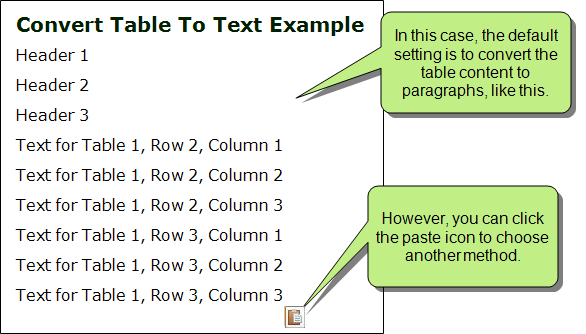 Convert Table To Text Example
Header 1
Header 2
Header 3
Text for Table 1, Row 2, Column 1
Text for Table 1, Row 2, Column 2
Text for Table 1, Row 2, Column 3
Text for Table 1, Row 3, Column 1
Text for Table 1, Row 3, Column 2
Text for Table 1, Row 3, Column 3
In this case, the default
setting is to convert the
table content to
paragraphs, like this.
However, you can click
the paste icon to choose
another method.